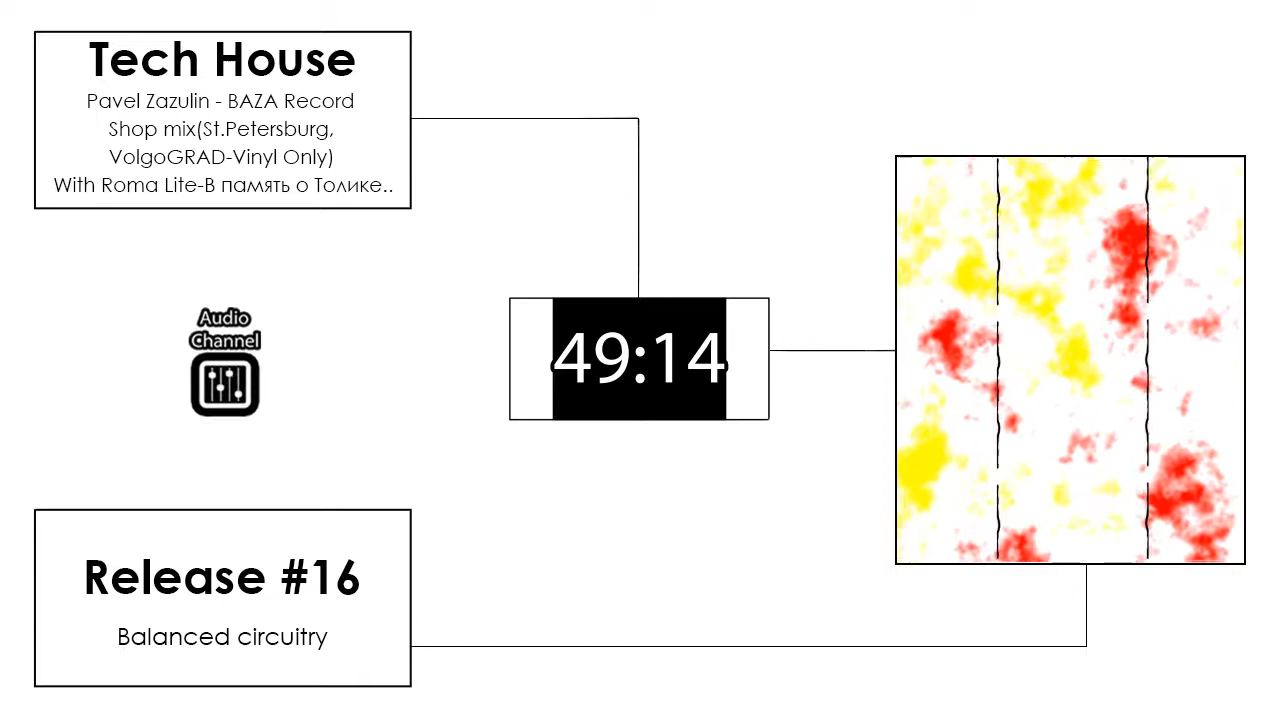 Tech House
Pavel Zazulin - BAZA Record
Shop mix(St.Petersburg,
VolgoGRAD-Vinyl Only)
With Roma Lite-В память о Толике..
Audio
Channel
49:14
Release #16
Balanced circuitry